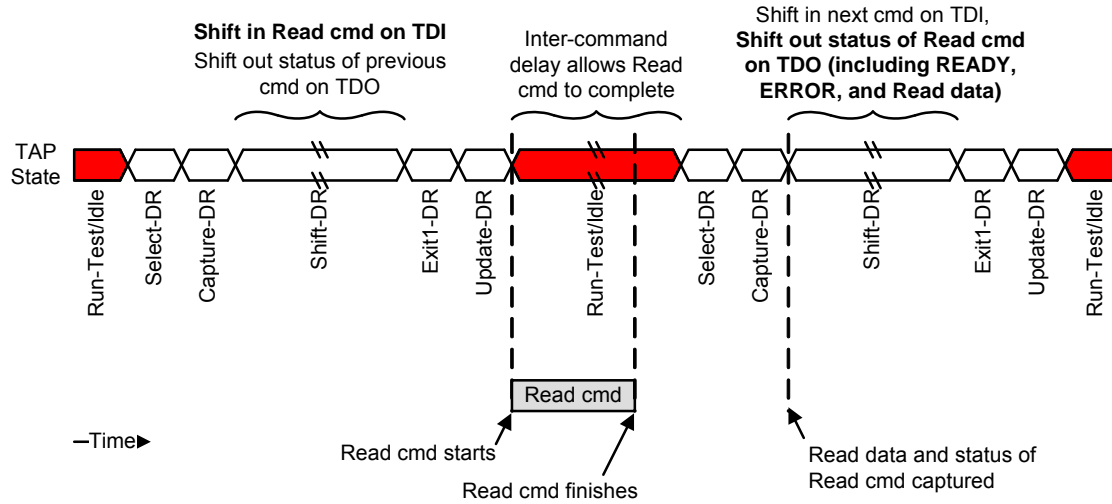 Shift in Read cmd on TDI
Shift out status of previous
cmd on TDO
Inter-command
delay allows Read
cmd to complete
Shift in next cmd on TDI,
Shift out status of Read cmd
on TDO (including READY,
ERROR, and Read data)
TAP
State
Run-Test/Idle
Select-DR
Capture-DR
Shift-DR
Exit1-DR
Update-DR
Run-Test/Idle
Select-DR
Capture-DR
Shift-DR
Exit1-DR
Update-DR
Run-Test/Idle
Read cmd
Time
Read cmd starts
Read cmd finishes
Read data and status of
Read cmd captured